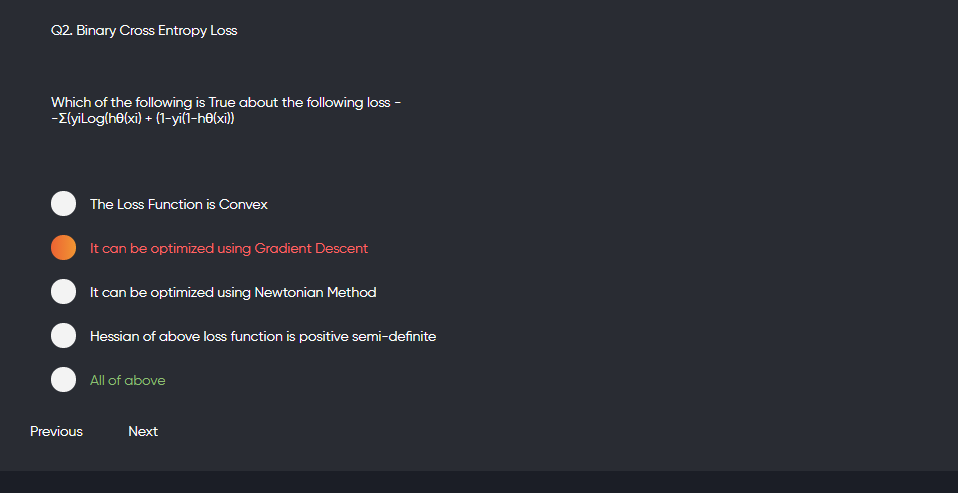 Q2. Binary Cross Entropy Loss
Which of the following is True about the following loss -
-Σ(yiLog(hθ(xi) + (1-yi(1-hθ(xi))
The Loss Function is Convex
It can be optimized using Gradient Descent
It can be optimized using Newtonian Method
Hessian of above loss function is positive semi-definite
All of above
Previous Next